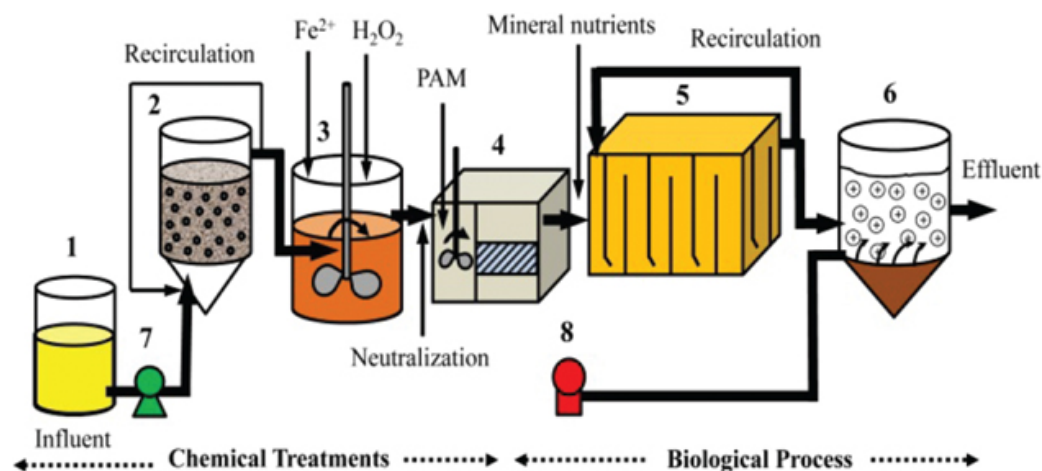 Fe²⁺ H₂O₂
Mineral nutrients
Recirculation
Recirculation
PAM
2
3
4
5
6
Effluent
1
7
8
Neutralization
Influent
Chemical Treatments
Biological Process